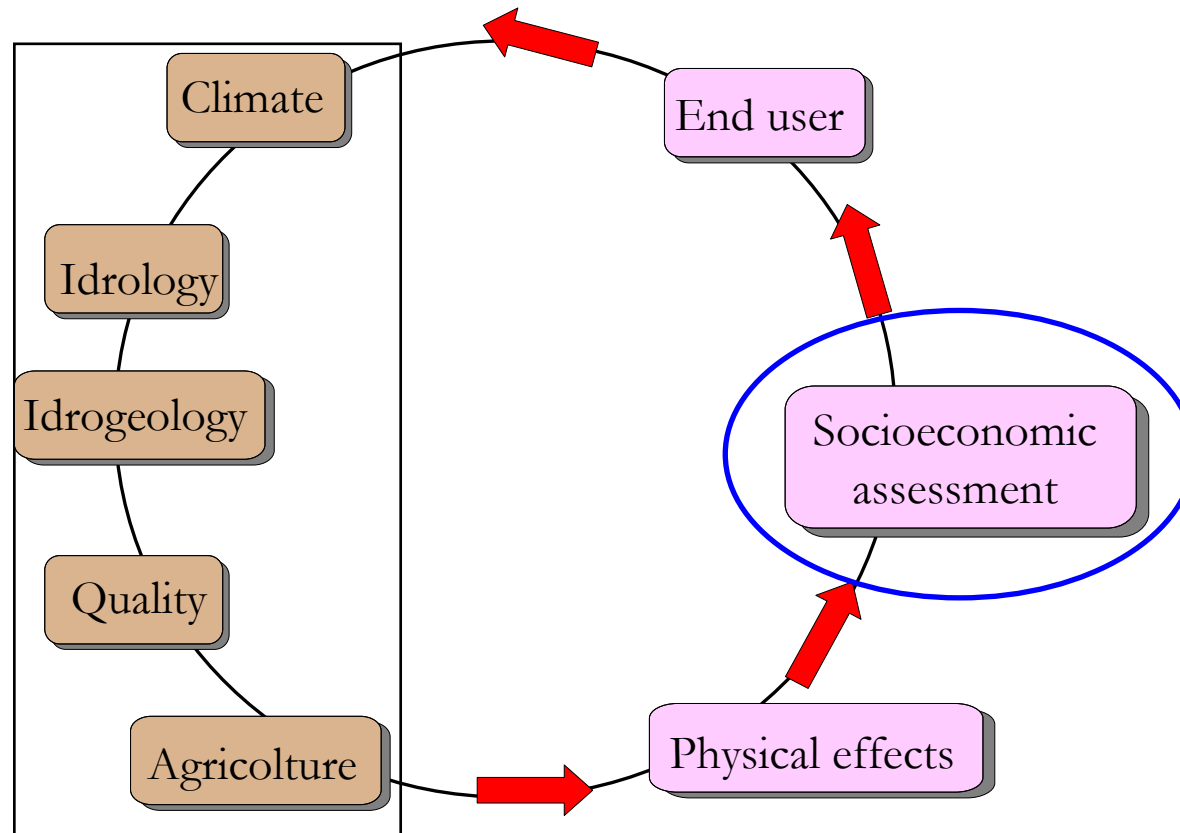 Climate
End user
Idrology
Idrogeology
Socioeconomic
assessment
Quality
Agricolture
Physical effects